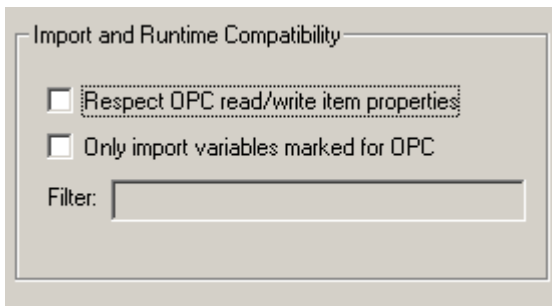 Import and Runtime Compatibility
Respect OPC read/write item properties
Only import variables marked for OPC
Filter: